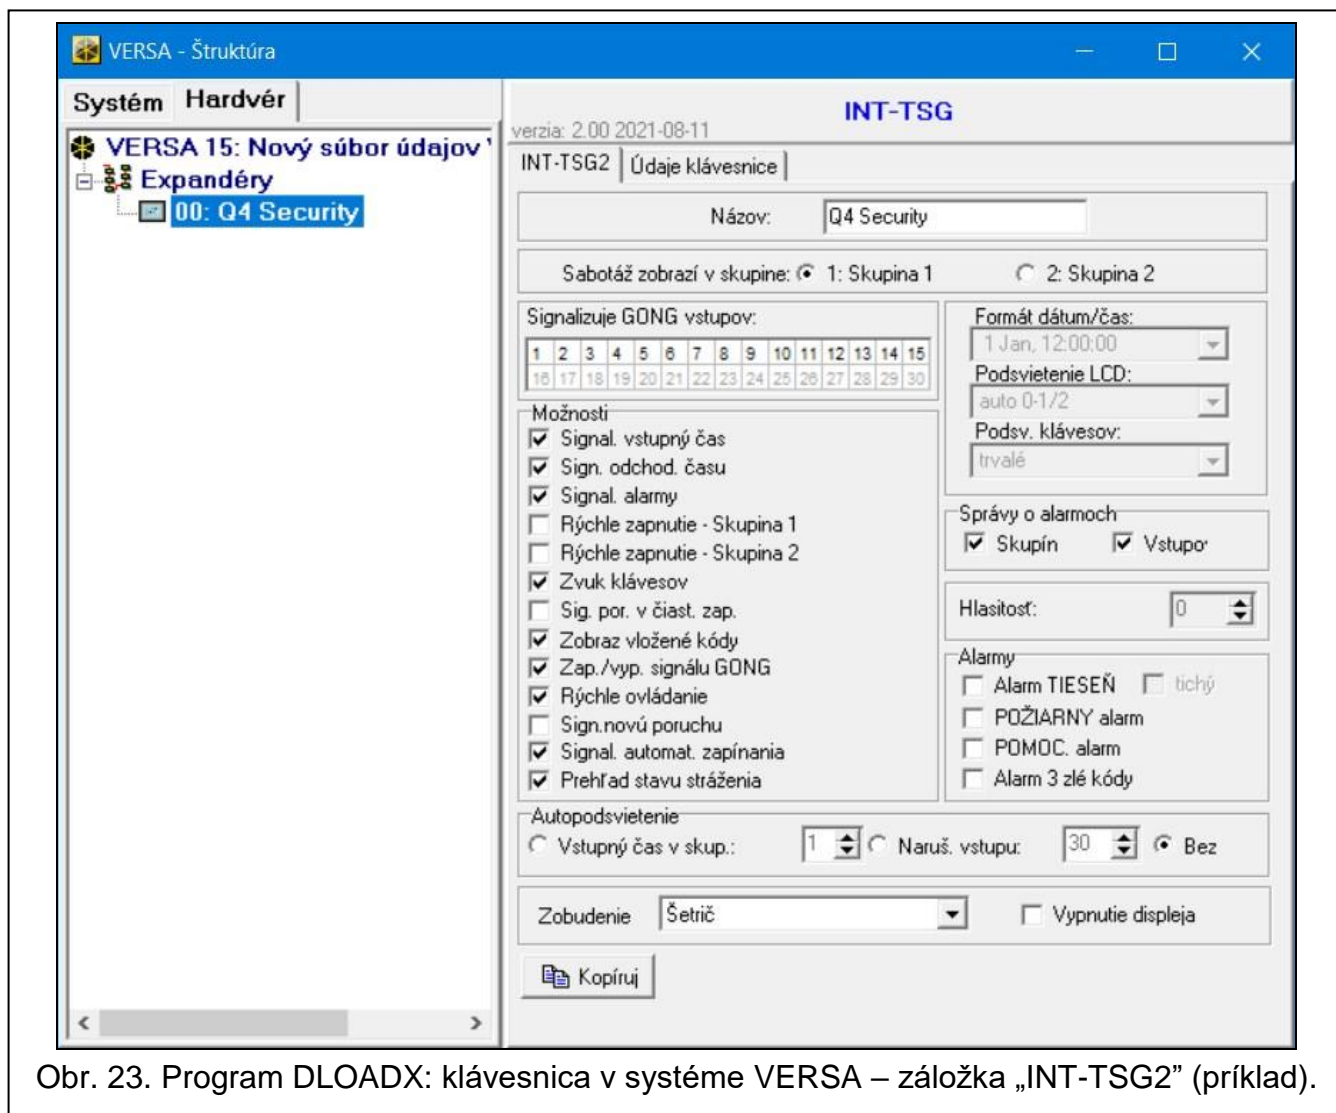 VERSA - Štruktúra
Systém Hardvér
VERSA 15: Nový súbor údajov
Expandéry
00: Q4 Security
INT-TSG
verzia: 2.00 2021-08-11
INT-TSG2 Údaje klávesnice
Názov: Q4 Security
Sabotáž zobrazí v skupine: 1: Skupina 1 2: Skupina 2
Signalizuje GONG vstupov:
1 2 3 4 5 6 7 8 9 10 11 12 13 14 15
16 17 18 19 20 21 22 23 24 25 26 27 28 29 30
Možnosti
Signal. vstupný čas
Sign. odchod. času
Signal. alarmy
Rýchle zapnutie - Skupina 1
Rýchle zapnutie - Skupina 2
Zvuk klávesov
Sig. por. v čiast. zap.
Zobraz vložené kódy
Zap./vyp. signálu GONG
Rýchle ovládanie
Sign.novú poruchu
Signal. automat. zapínania
Prehľad stavu stráženia
Formát dátum/čas:
1 Jan, 12:00:00
Podsvietenie LCD:
auto 0-1/2
Podsv. klávesov:
trvalé
Správy o alarmoch
Skupín Vstupov
Hlasitosť: 0
Alarmy
Alarm TIESEŇ tichý
POŽIARNY alarm
POMOC. alarm
Alarm 3 zlé kódy
Autopodsvietenie
Vstupný čas v skup.: 1 Naruš. vstupu: 30 Bez
Zobudenie Šetrič Vypnutie displeja
Kopíruj
Obr. 23. Program DLOADX: klávesnica v systéme VERSA – záložka „INT-TSG2” (príklad).